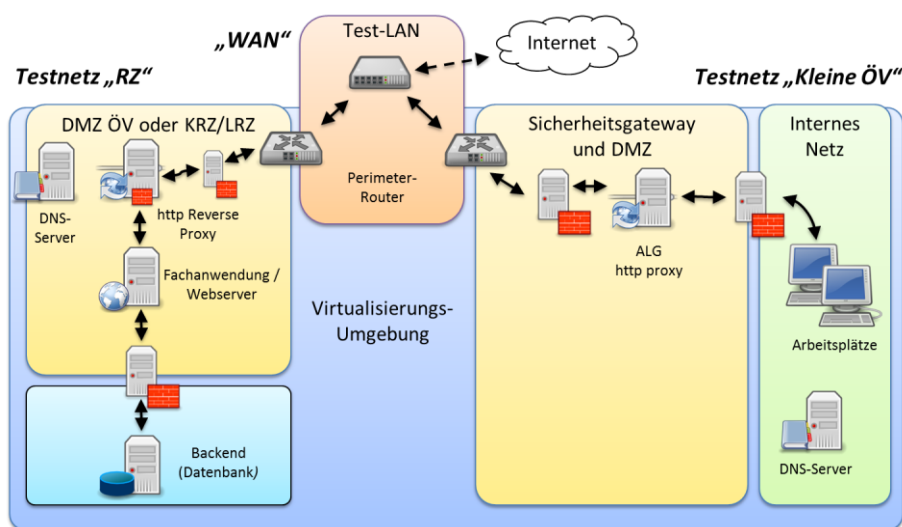 „WAN“
Test-LAN
Internet
Testnetz „RZ“
Testnetz „Kleine ÖV“
DMZ ÖV oder KRZ/LRZ
DNS-
Server
http Reverse
Proxy
Fachanwendung /
Webserver
Backend
(Datenbank)
Perimeter-
Router
Virtualisierungs-
Umgebung
Sicherheitsgateway
und DMZ
ALG
http proxy
Internes
Netz
Arbeitsplätze
DNS-Server